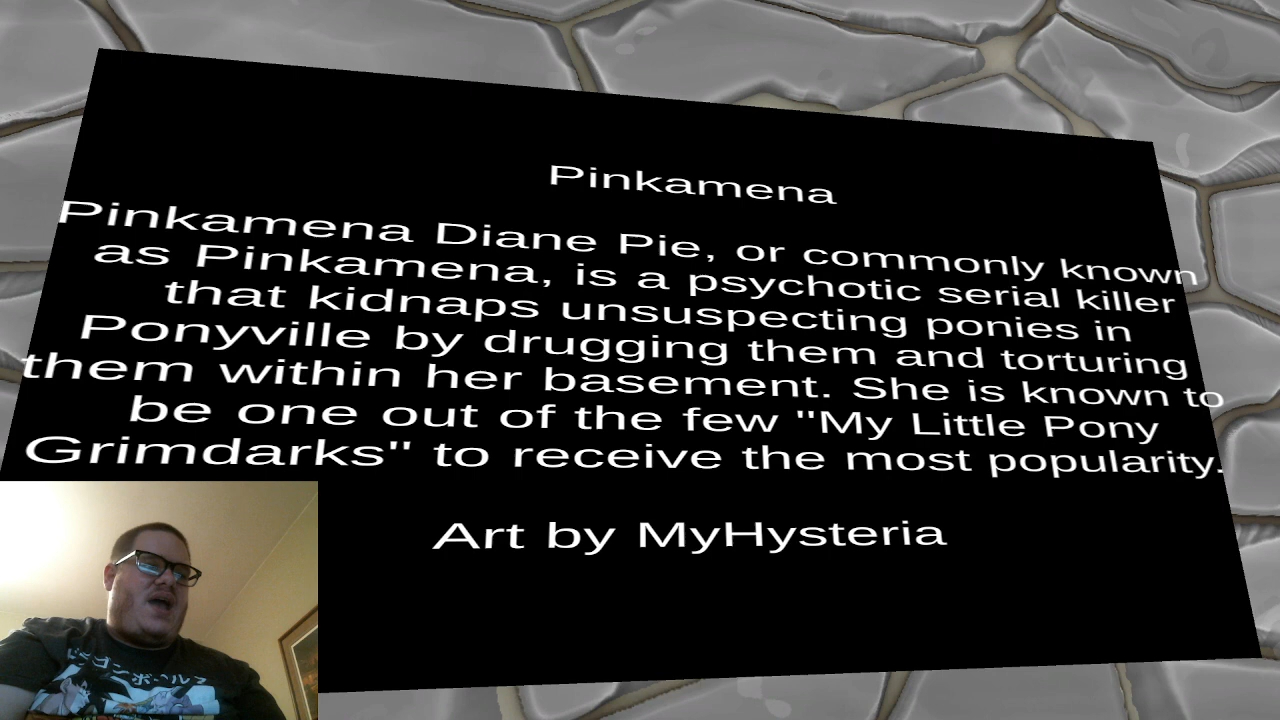 Pinkamena
Pinkamena Diane Pie, or commonly known
as Pinkamena, is a psychotic serial killer
that kidnaps unsuspecting ponies in
Ponyville by drugging them and torturing
them within her basement. She is known to
be one out of the few "My Little Pony
Grimdarks" to receive the most popularity.
Art by MyHysteria